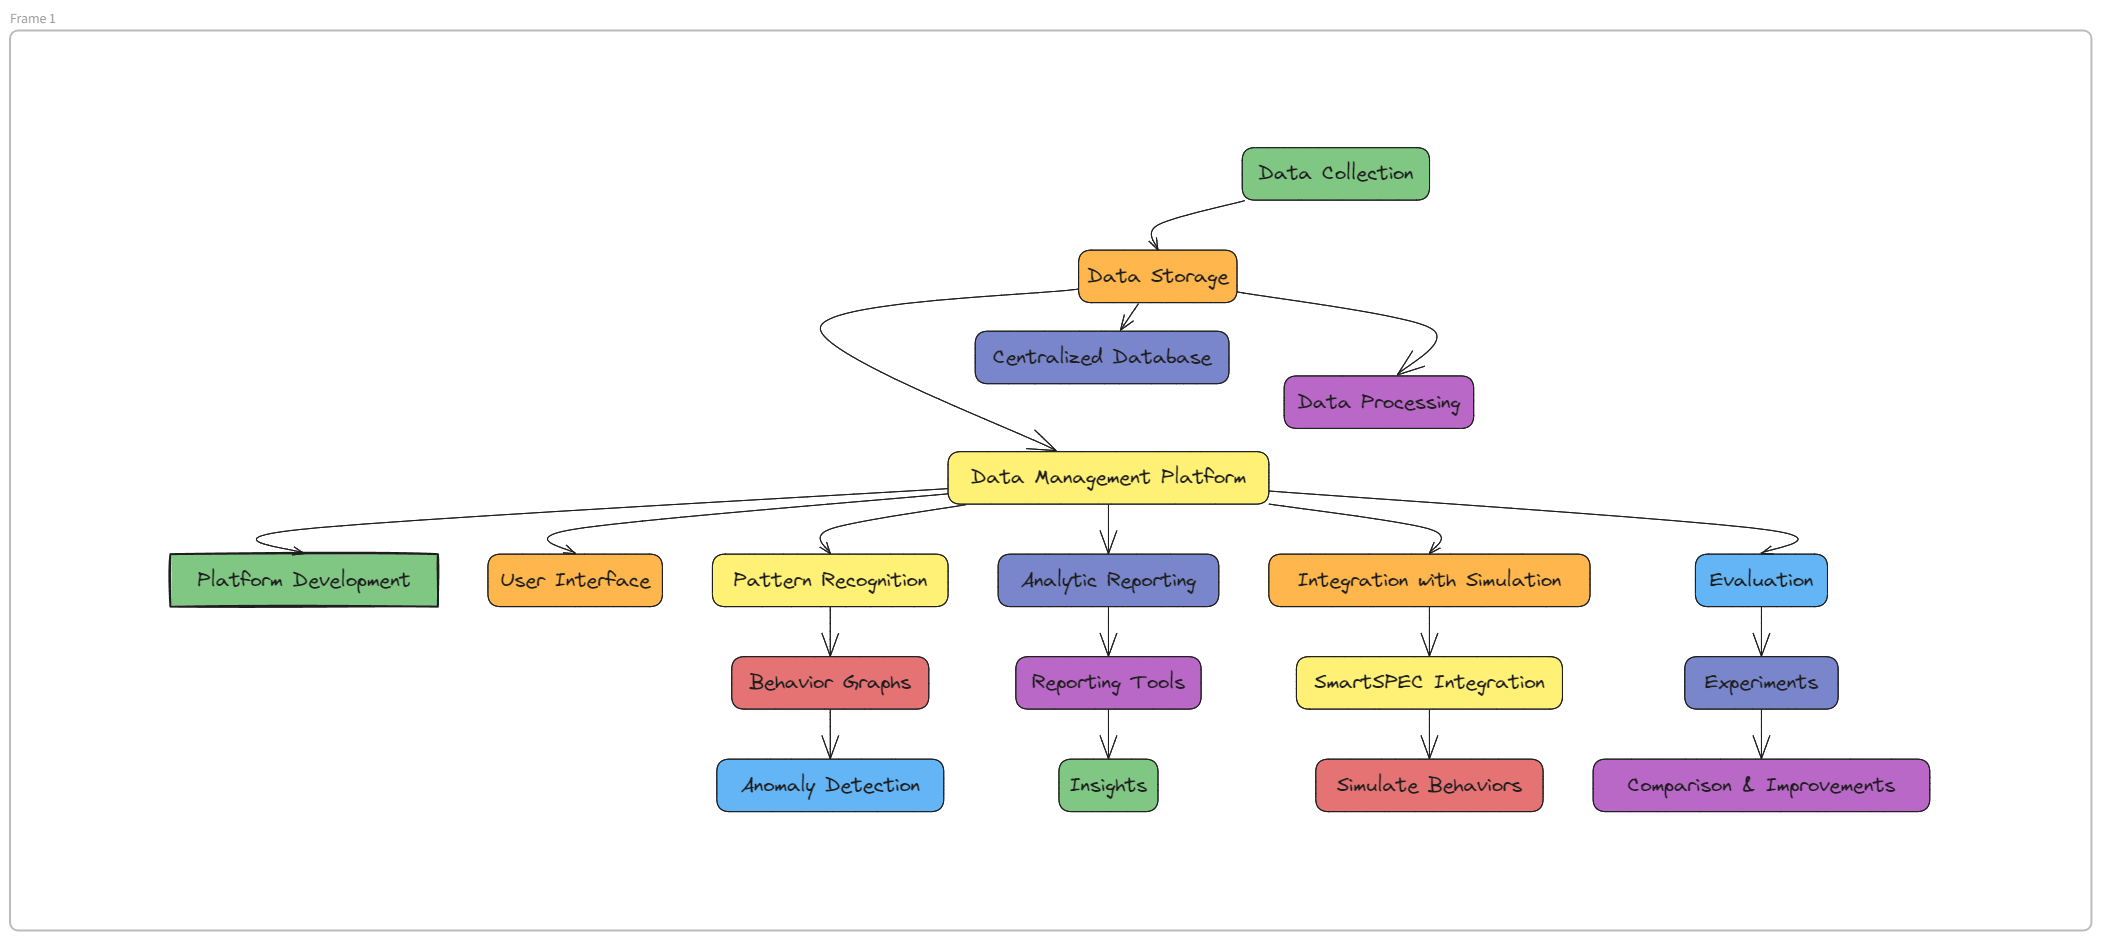 Frame 1
Data Collection
Data Storage
Centralized Database
Data Processing
Data Management Platform
Platform Development
User Interface
Pattern Recognition
Analytic Reporting
Integration with Simulation
Evaluation
Behavior Graphs
Reporting Tools
SmartSPEC Integration
Experiments
Anomaly Detection
Insights
Simulate Behaviors
Comparison & Improvements